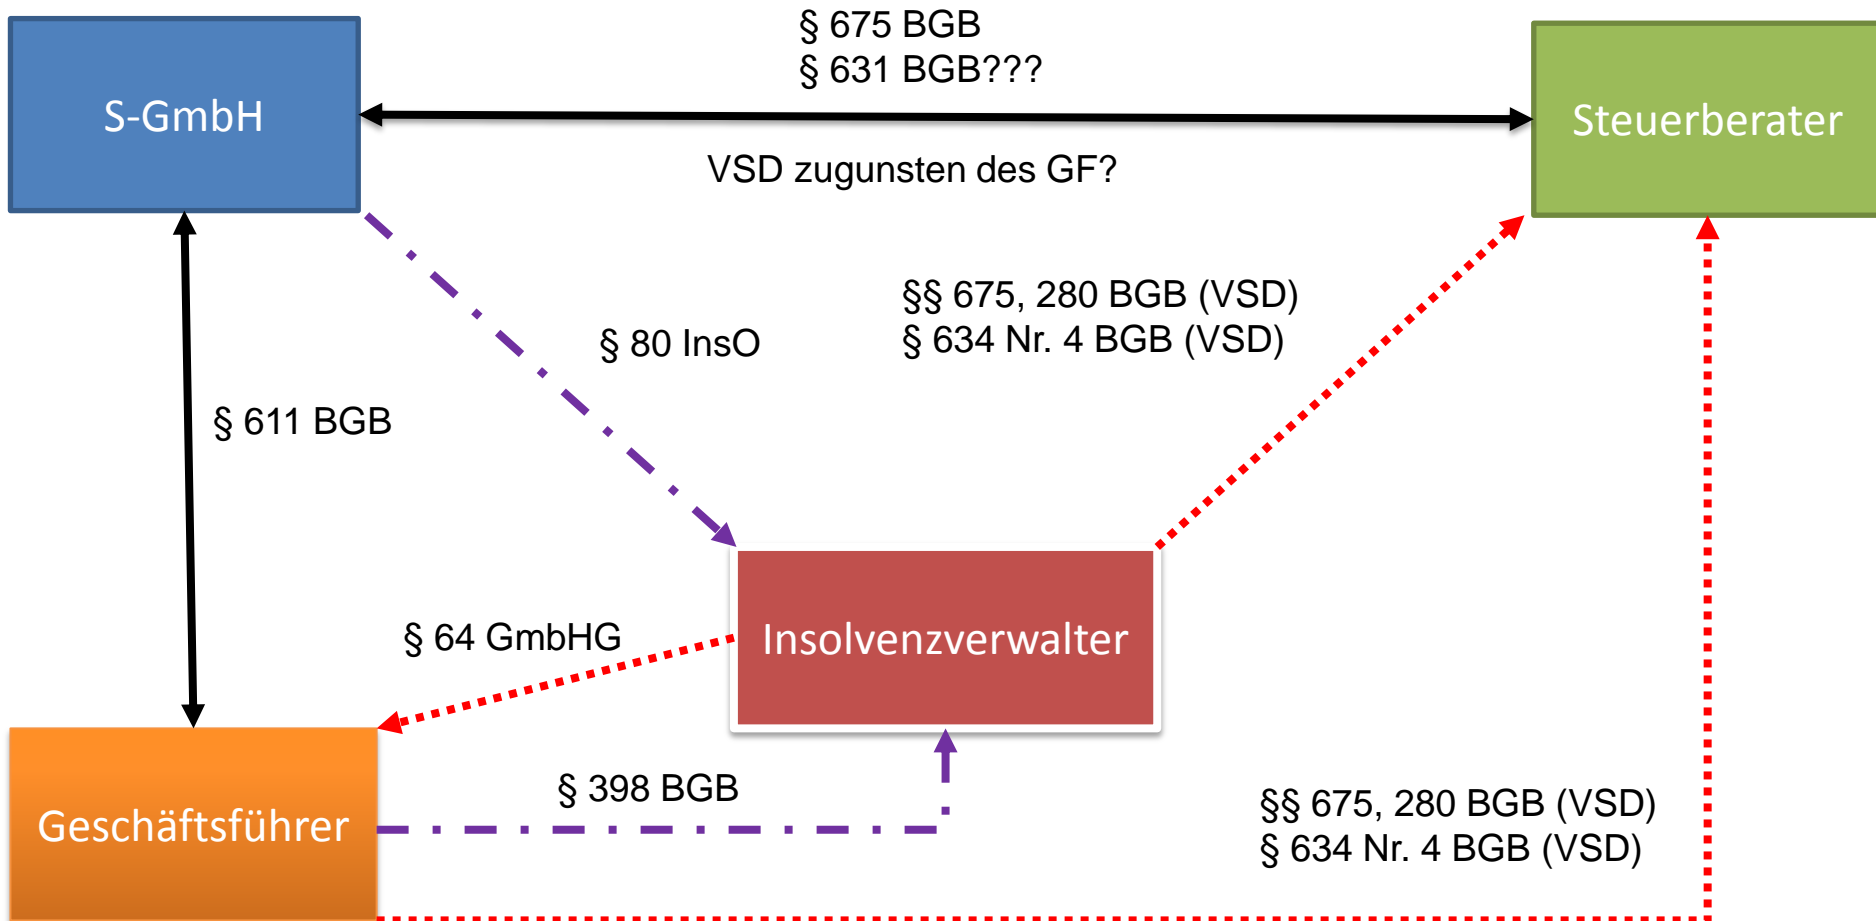 § 675 BGB
§ 631 BGB???
S-GmbH
Steuerberater
VSD zugunsten des GF?
§§ 675, 280 BGB (VSD)
§ 634 Nr. 4 BGB (VSD)
§ 80 InsO
§ 611 BGB
§ 64 GmbHG
Insolvenzverwalter
§ 398 BGB
Geschäftsführer
§§ 675, 280 BGB (VSD)
§ 634 Nr. 4 BGB (VSD)